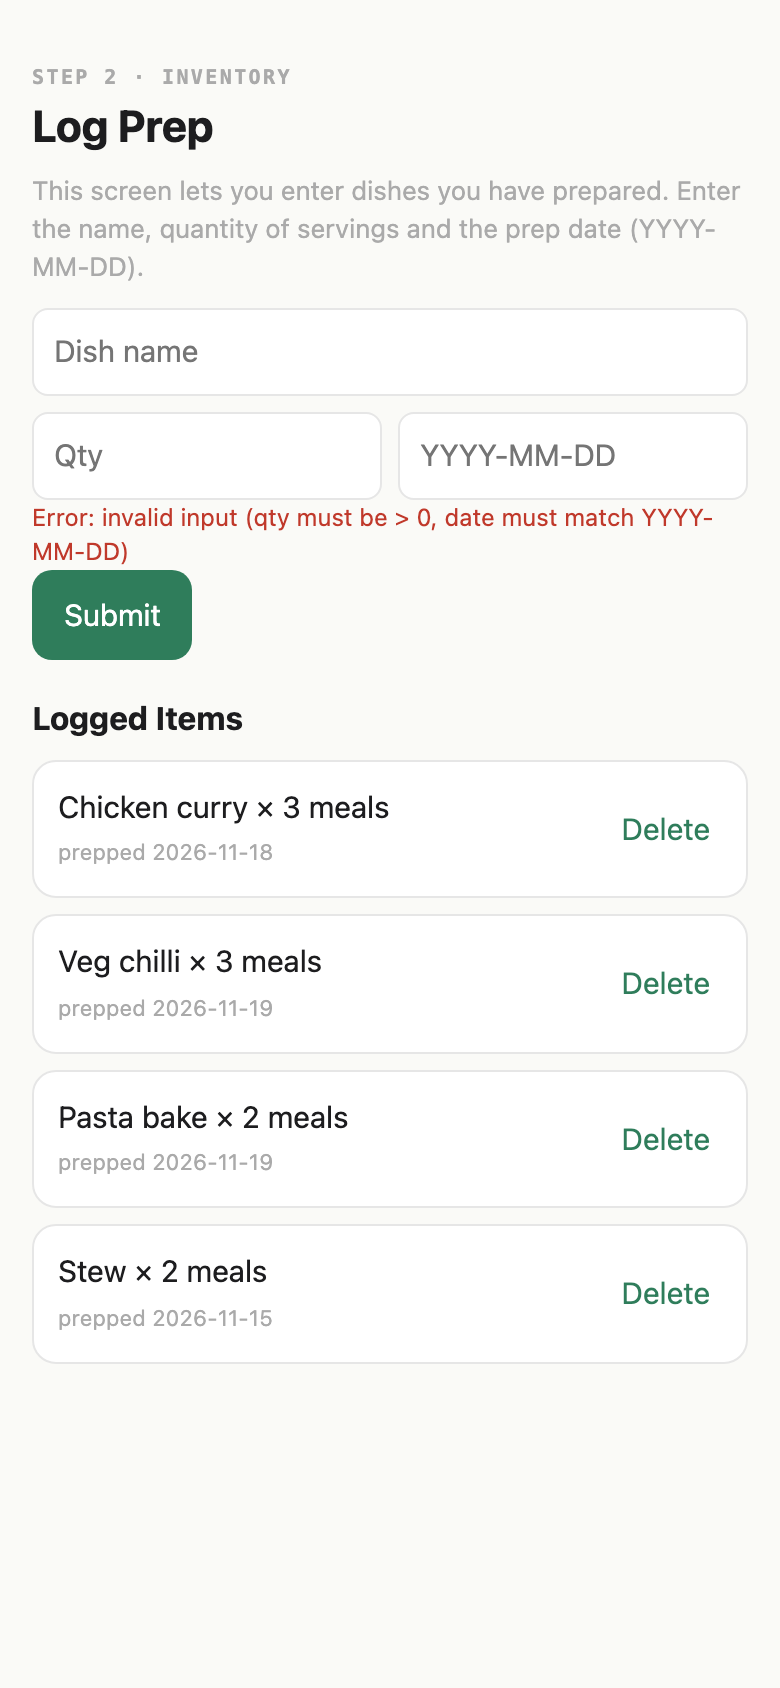 STEP 2 · INVENTORY
Log Prep
This screen lets you enter dishes you have prepared. Enter
the name, quantity of servings and the prep date (YYYY-
MM-DD).
Dish name
Qty
YYYY-MM-DD
Error: invalid input (qty must be > 0, date must match YYYY-
MM-DD)
Submit
Logged Items
Chicken curry × 3 meals
prepped 2026-11-18
Delete
Veg chilli × 3 meals
prepped 2026-11-19
Delete
Pasta bake × 2 meals
prepped 2026-11-19
Delete
Stew × 2 meals
prepped 2026-11-15
Delete